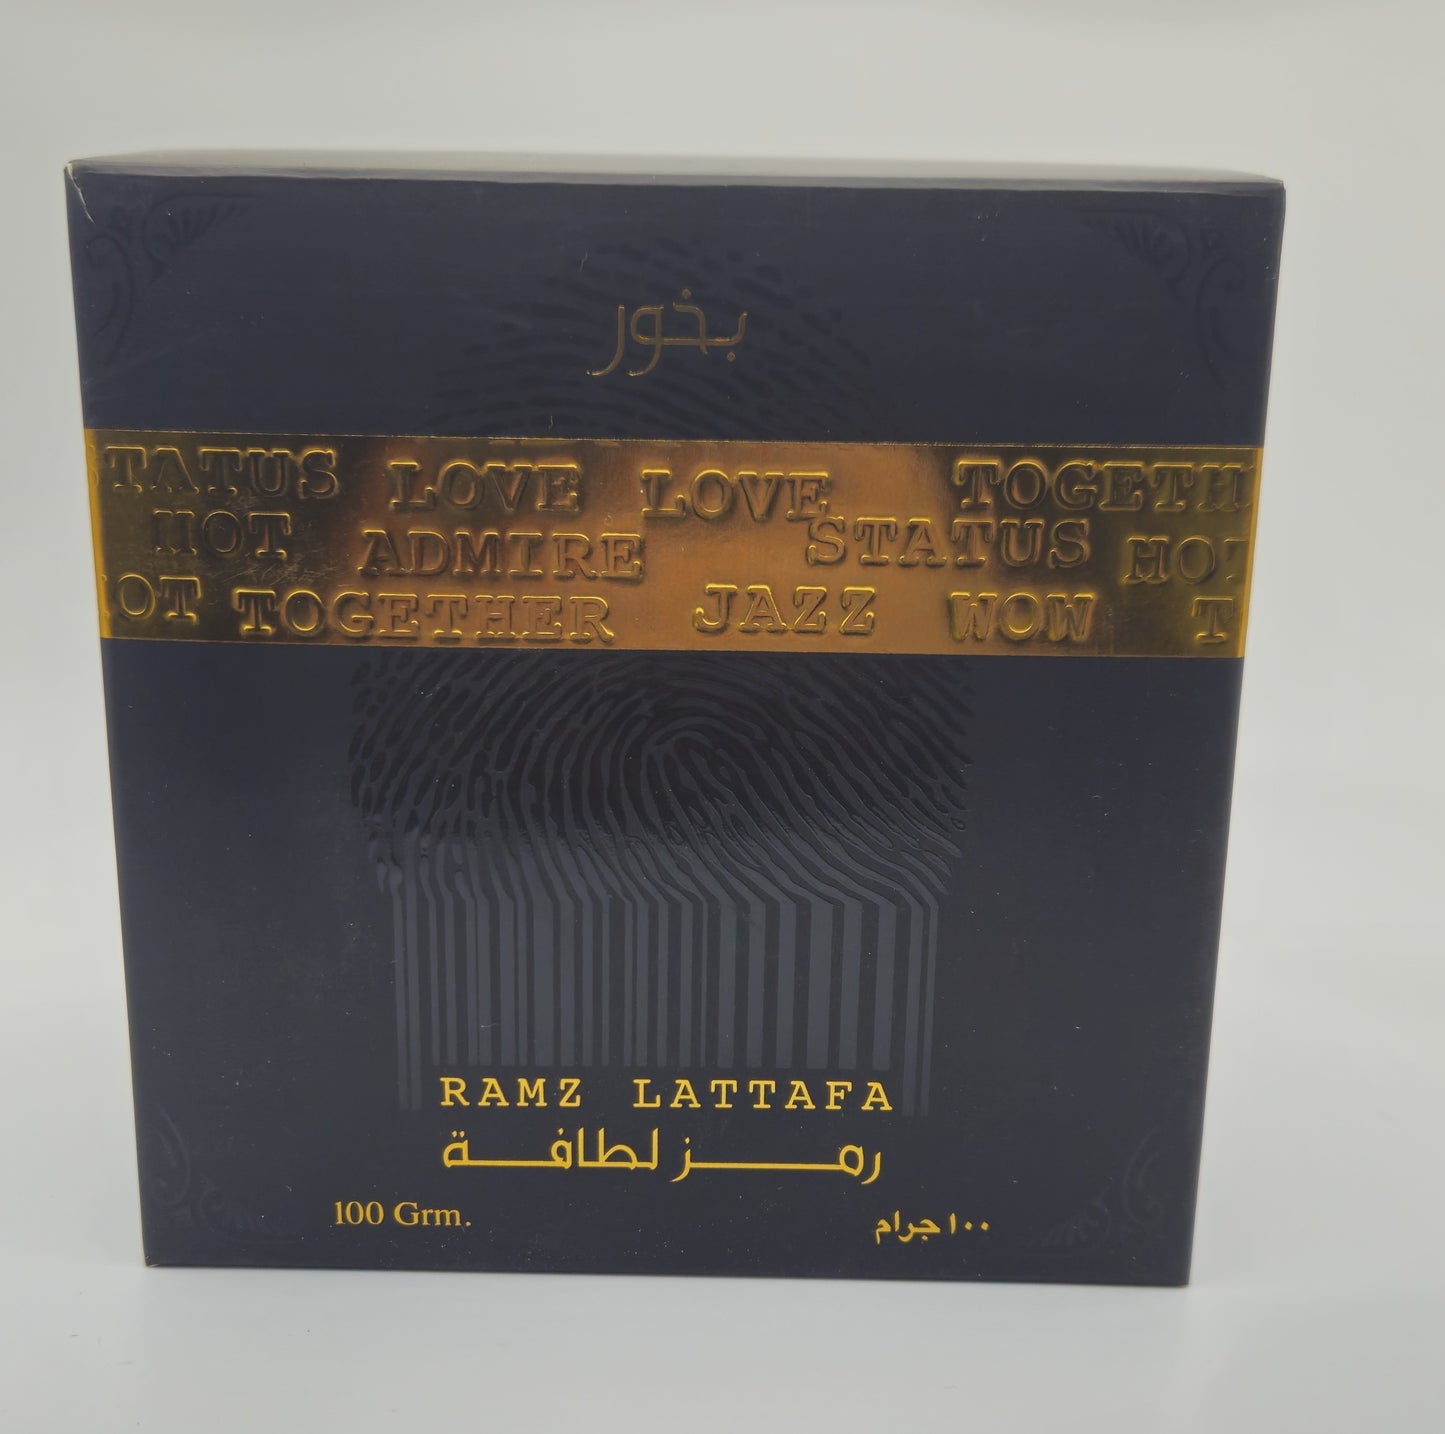 بخور
TATUS LOVE LOVE TOGETH
HOT ADMIRE STATUS HOT
OT TOGETHER JAZZ WOW T
RAMZ LATTAFA
رمز لطافة
100 Grm.
١٠٠ جرام